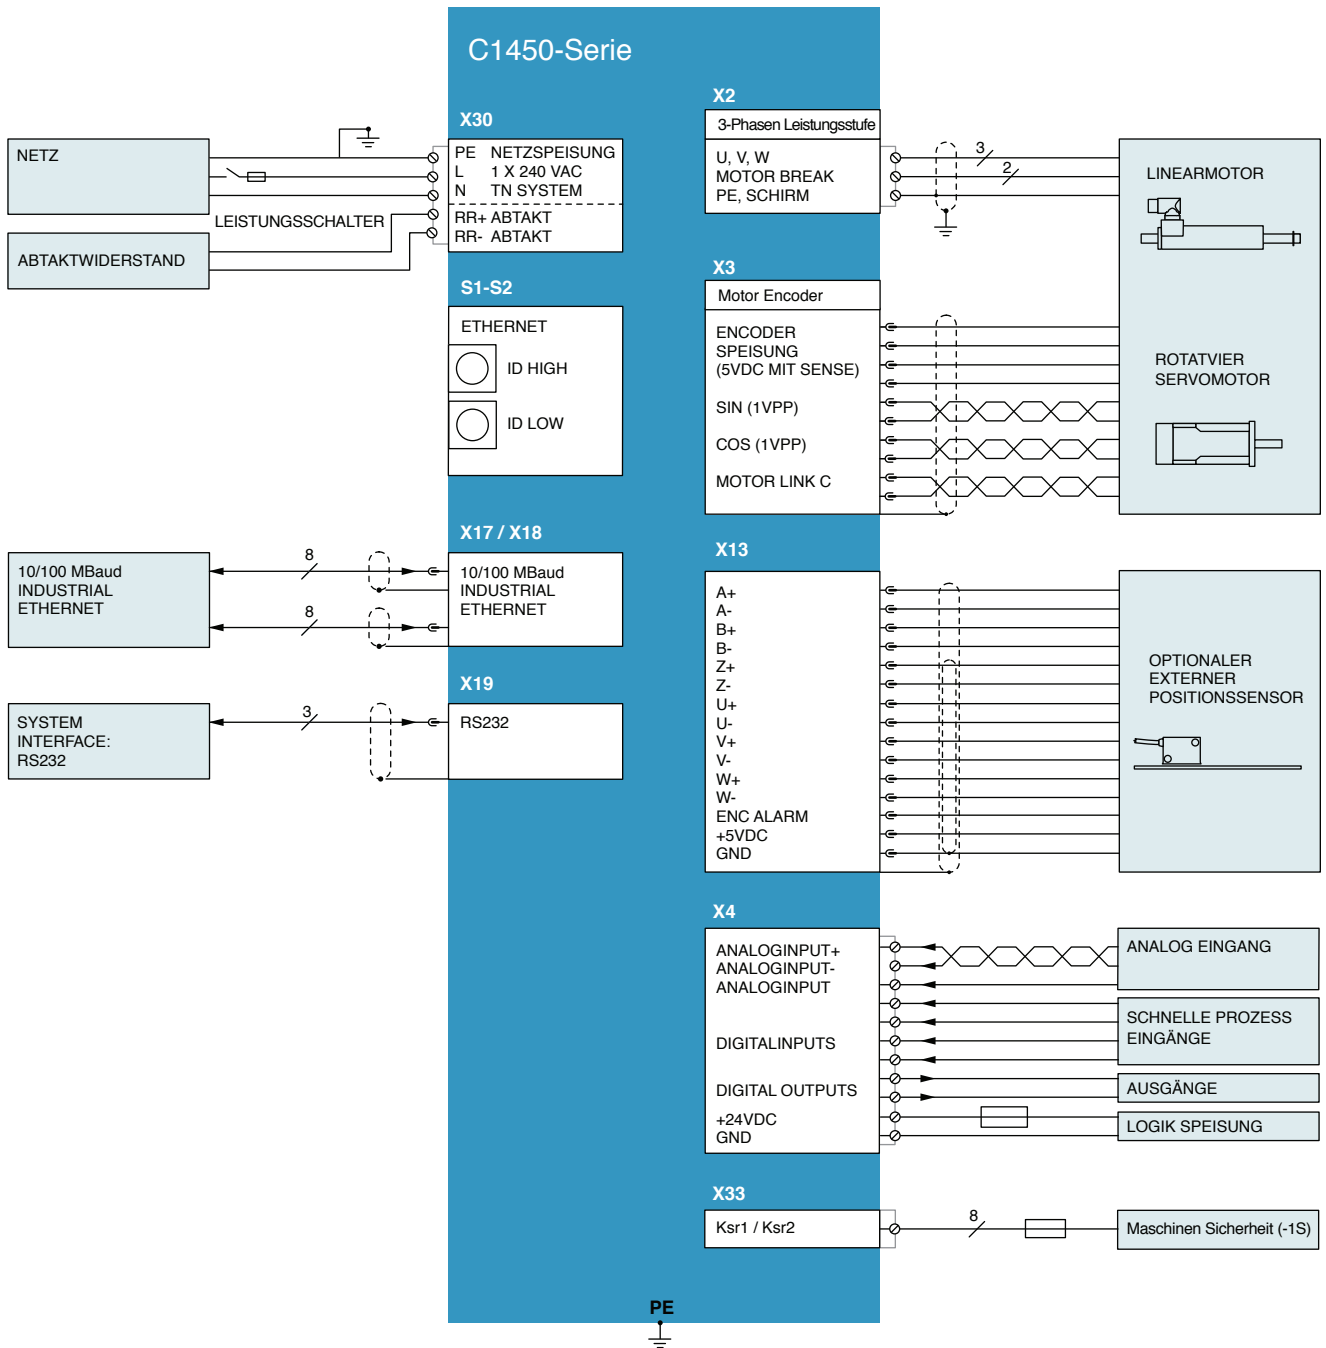 C1450-Serie
X30
NETZ
PE NETZSPEISUNG
L 1 X 240 VAC
N TN SYSTEM
RR+ ABTAKT
RR- ABTAKT
LEISTUNGSSCHALTER
ABTAKTWIDERSTAND
S1-S2
ETHERNET
ID HIGH
ID LOW
X17 / X18
10/100 MBaud
INDUSTRIAL
ETHERNET
8
8
10/100 MBaud
INDUSTRIAL
ETHERNET
X19
SYSTEM
INTERFACE:
RS232
3
RS232
X2
3-Phasen Leistungsstufe
U, V, W
MOTOR BREAK
PE, SCHIRM
3
2
LINEARMOTOR
X3
Motor Encoder
ENCODER
SPEISUNG
(5VDC MIT SENSE)
SIN (1VPP)
COS (1VPP)
MOTOR LINK C
ROTATVIER
SERVOMOTOR
X13
A+
A-
B+
B-
Z+
Z-
U+
U-
V+
V-
W+
W-
ENC ALARM
+5VDC
GND
OPTIONALER
EXTERNER
POSITIONSSENSOR
X4
ANALOGINPUT+
ANALOGINPUT-
ANALOGINPUT
DIGITALINPUTS
DIGITAL OUTPUTS
+24VDC
GND
ANALOG EINGANG
SCHNELLE PROZESS
EINGÄNGE
AUSGÄNGE
LOGIK SPEISUNG
X33
Ksr1 / Ksr2
8
Maschinen Sicherheit (-1S)
PE